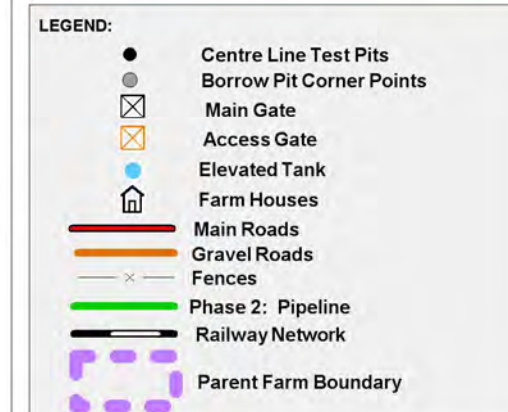 LEGEND:
Centre Line Test Pits
Borrow Pit Corner Points
Main Gate
Access Gate
Elevated Tank
Farm Houses
Main Roads
Gravel Roads
Fences
Phase 2: Pipeline
Railway Network
Parent Farm Boundary